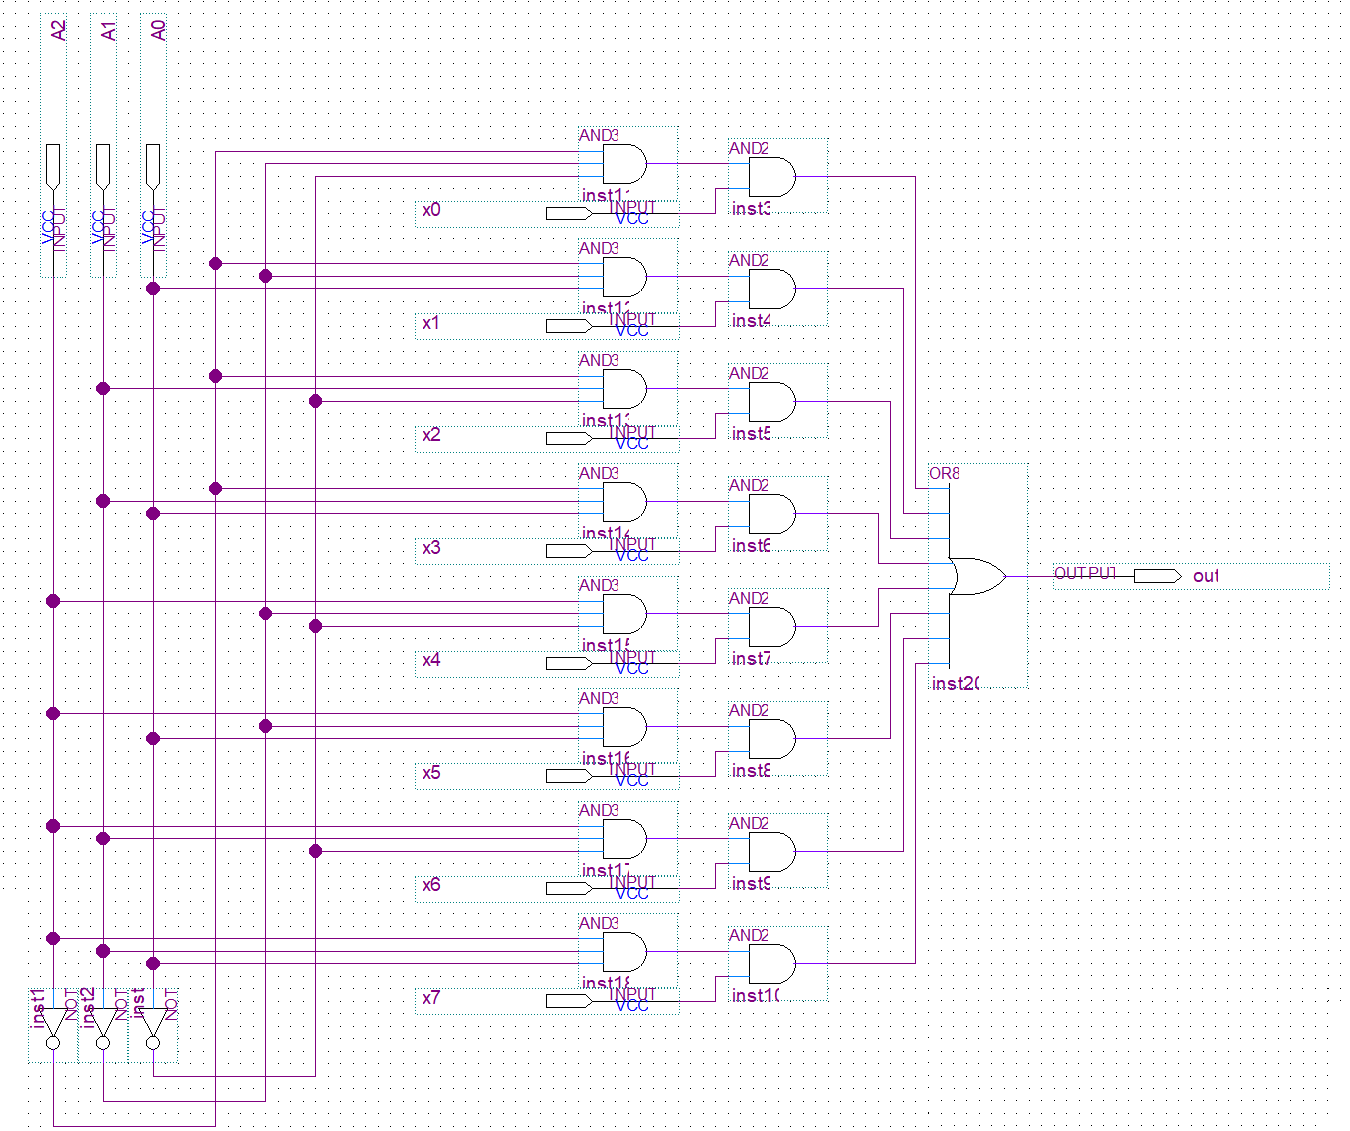 A2
A1
A0
VCC
INPUT
VCC
INPUT
VCC
INPUT
AND3
AND2
x0
INPUT
VCC
inst3
AND3
AND2
x1
INPUT
VCC
inst4
AND3
AND2
x2
INPUT
VCC
inst5
AND3
AND2
x3
INPUT
VCC
inst6
OR8
OUTPUT
out
AND3
AND2
x4
INPUT
VCC
inst7
AND3
AND2
x5
INPUT
VCC
inst8
AND3
AND2
x6
INPUT
VCC
inst9
AND3
AND2
x7
INPUT
VCC
inst1
NOT
inst2
NOT
inst
NOT